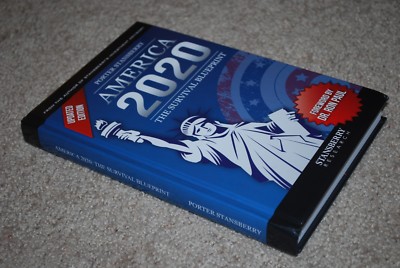 PORTER STANSBERRY
AMERICA
2020
THE SURVIVAL BLUEPRINT
UPDATED
EDITION
FOREWORD BY
DR. RON PAUL
STANSBERRY
RESEARCH
AMERICA 2020: THE SURVIVAL BLUEPRINT
PORTER STANSBERRY